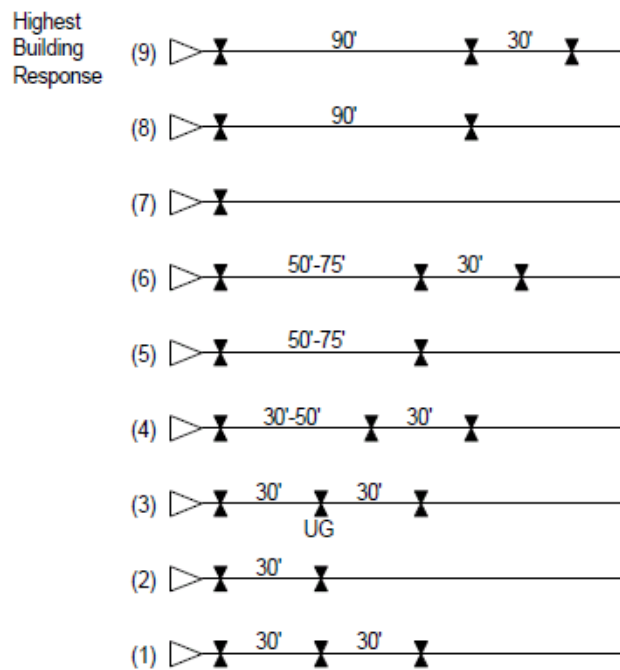 Highest
Building
Response
(9) 90' 30'
(8) 90'
(7)
(6) 50'-75' 30'
(5) 50'-75'
(4) 30'-50' 30'
(3) 30' 30'
UG
(2) 30'
(1) 30' 30'